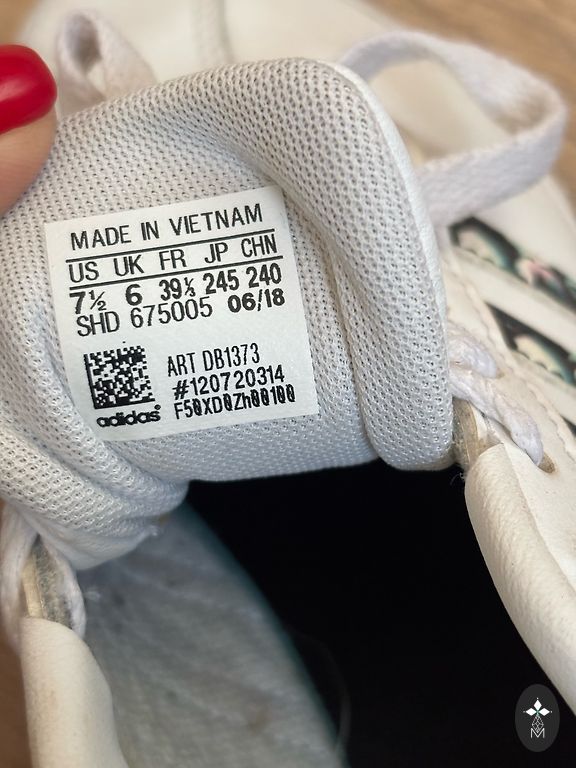 MADE IN VIETNAM
US UK FR JP CHN
7½ 6 39⅓ 245 240
SHD 675005 06/18
ART DB1373
#120720314
F50XD0Zh00100
adidas
M